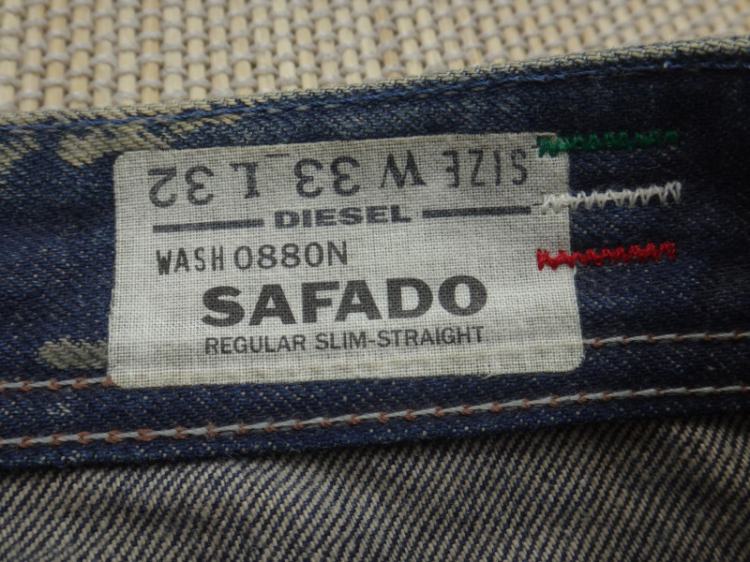 SIZE W 33 L 32
DIESEL
WASH 0880N
SAFADO
REGULAR SLIM-STRAIGHT